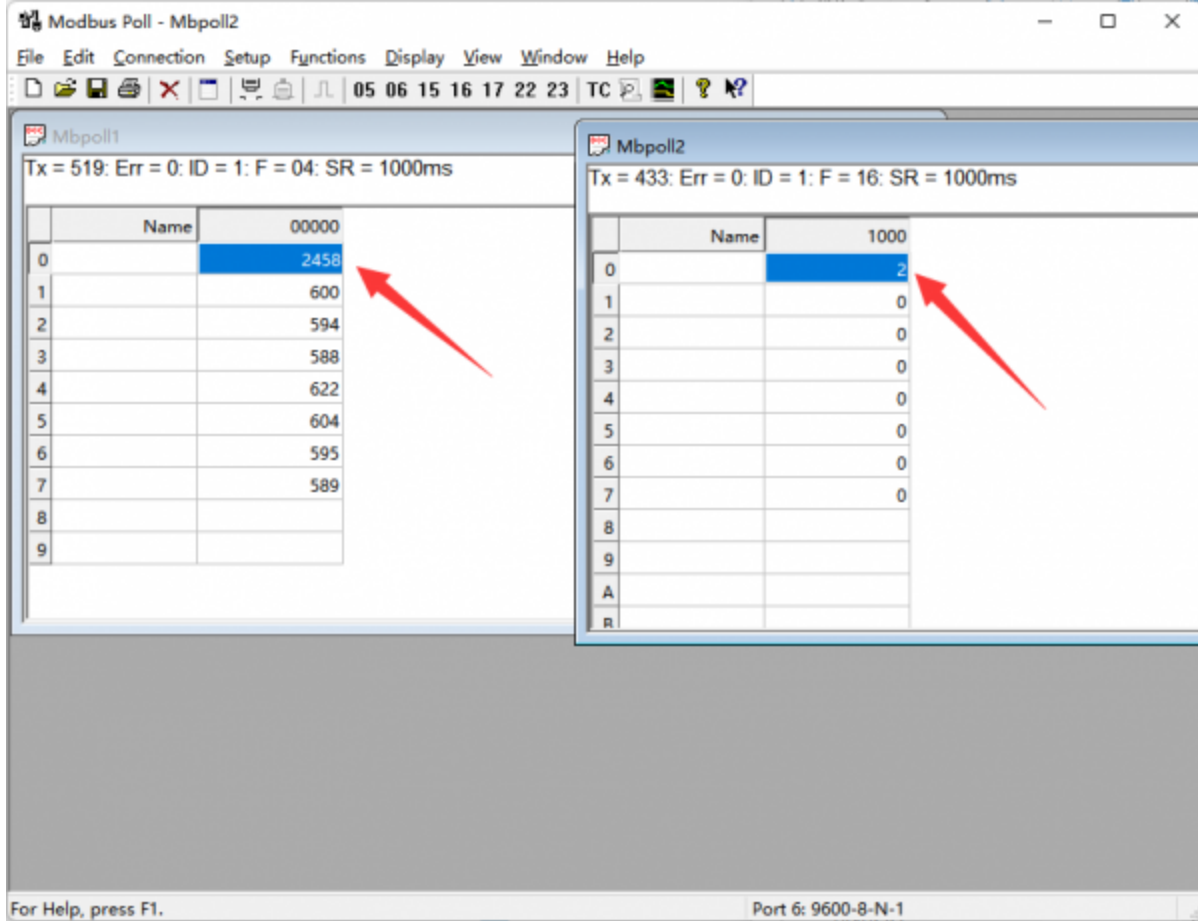 Modbus Poll - Mbpoll2
File Edit Connection Setup Functions Display View Window Help
05 06 15 16 17 22 23 TC
Mbpoll1
Tx = 519: Err = 0: ID = 1: F = 04: SR = 1000ms
Name 00000
0 2458
1 600
2 594
3 588
4 622
5 604
6 595
7 589
8
9
Mbpoll2
Tx = 433: Err = 0: ID = 1: F = 16: SR = 1000ms
Name 1000
0 2
1 0
2 0
3 0
4 0
5 0
6 0
7 0
8
9
A
B
For Help, press F1.
Port 6: 9600-8-N-1